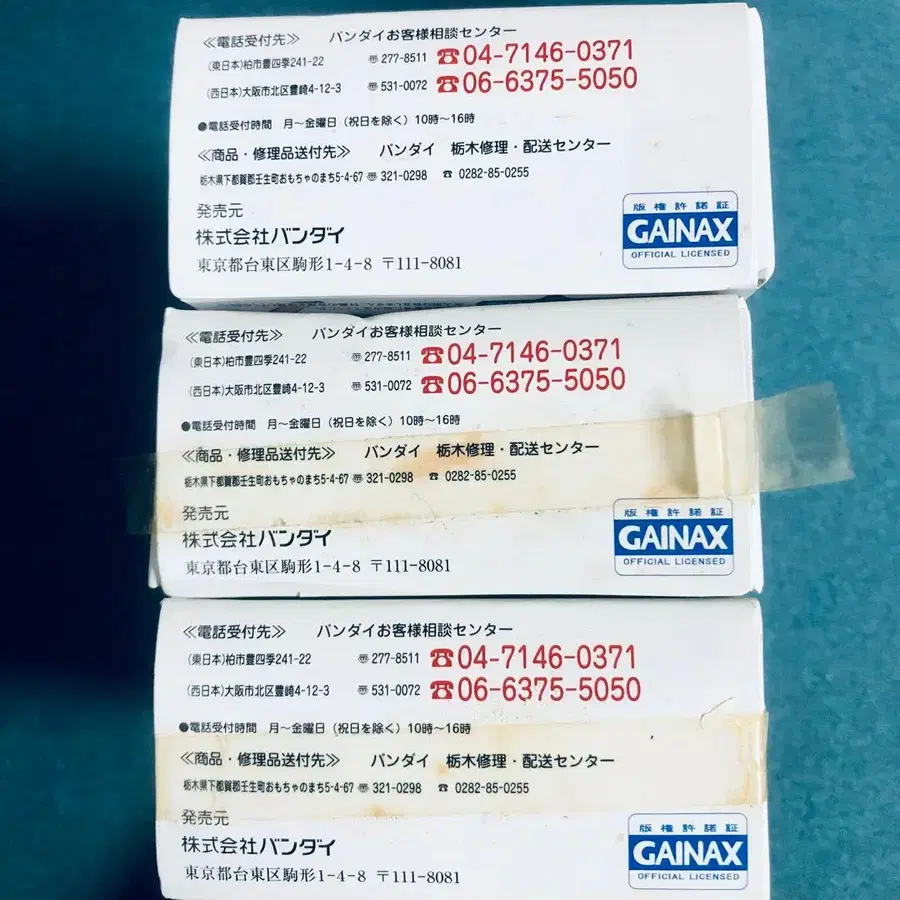 ≪電話受付先≫ バンダイお客様相談センター
(東日本)柏市豊四季241-22 〠277-8511 ☎04-7146-0371
(西日本)大阪市北区豊崎4-12-3 〠531-0072 ☎06-6375-5050
●電話受付時間 月〜金曜日(祝日を除く)10時〜16時
≪商品・修理品送付先≫ バンダイ 栃木修理・配送センター
栃木県下都賀郡壬生町おもちゃのまち5-4-67 〠321-0298 ☎ 0282-85-0255
発売元
株式会社バンダイ
東京都台東区駒形1-4-8 〒111-8081
版権許諾証
GAINAX
OFFICIAL LICENSED
≪電話受付先≫ バンダイお客様相談センター
(東日本)柏市豊四季241-22 〠277-8511 ☎04-7146-0371
(西日本)大阪市北区豊崎4-12-3 〠531-0072 ☎06-6375-5050
●電話受付時間 月〜金曜日(祝日を除く)10時〜16時
≪商品・修理品送付先≫ バンダイ 栃木修理・配送センター
栃木県下都賀郡壬生町おもちゃのまち5-4-67 〠321-0298 ☎ 0282-85-0255
発売元
株式会社バンダイ
東京都台東区駒形1-4-8 〒111-8081
版権許諾証
GAINAX
OFFICIAL LICENSED
≪電話受付先≫ バンダイお客様相談センター
(東日本)柏市豊四季241-22 〠277-8511 ☎04-7146-0371
(西日本)大阪市北区豊崎4-12-3 〠531-0072 ☎06-6375-5050
●電話受付時間 月〜金曜日(祝日を除く)10時〜16時
≪商品・修理品送付先≫ バンダイ 栃木修理・配送センター
栃木県下都賀郡壬生町おもちゃのまち5-4-67 〠321-0298 ☎ 0282-85-0255
発売元
株式会社バンダイ
東京都台東区駒形1-4-8 〒111-8081
版権許諾証
GAINAX
OFFICIAL LICENSED